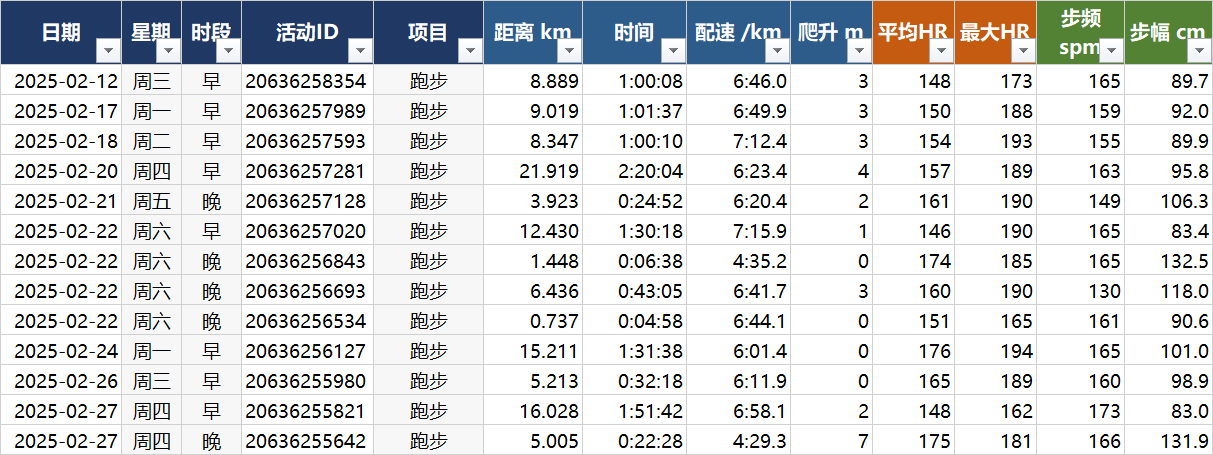 日期 星期 时段 活动ID 项目 距离 km 时间 配速 /km 爬升 m 平均HR 最大HR 步频 spm 步幅 cm
2025-02-12 周三 早 20636258354 跑步 8.889 1:00:08 6:46.0 3 148 173 165 89.7
2025-02-17 周一 早 20636257989 跑步 9.019 1:01:37 6:49.9 3 150 188 159 92.0
2025-02-18 周二 早 20636257593 跑步 8.347 1:00:10 7:12.4 3 154 193 155 89.9
2025-02-20 周四 早 20636257281 跑步 21.919 2:20:04 6:23.4 4 157 189 163 95.8
2025-02-21 周五 晚 20636257128 跑步 3.923 0:24:52 6:20.4 2 161 190 149 106.3
2025-02-22 周六 早 20636257020 跑步 12.430 1:30:18 7:15.9 1 146 190 165 83.4
2025-02-22 周六 晚 20636256843 跑步 1.448 0:06:38 4:35.2 0 174 185 165 132.5
2025-02-22 周六 晚 20636256693 跑步 6.436 0:43:05 6:41.7 3 160 190 130 118.0
2025-02-22 周六 晚 20636256534 跑步 0.737 0:04:58 6:44.1 0 151 165 161 90.6
2025-02-24 周一 早 20636256127 跑步 15.211 1:31:38 6:01.4 0 176 194 165 101.0
2025-02-26 周三 早 20636255980 跑步 5.213 0:32:18 6:11.9 0 165 189 160 98.9
2025-02-27 周四 早 20636255821 跑步 16.028 1:51:42 6:58.1 2 148 162 173 83.0
2025-02-27 周四 晚 20636255642 跑步 5.005 0:22:28 4:29.3 7 175 181 166 131.9